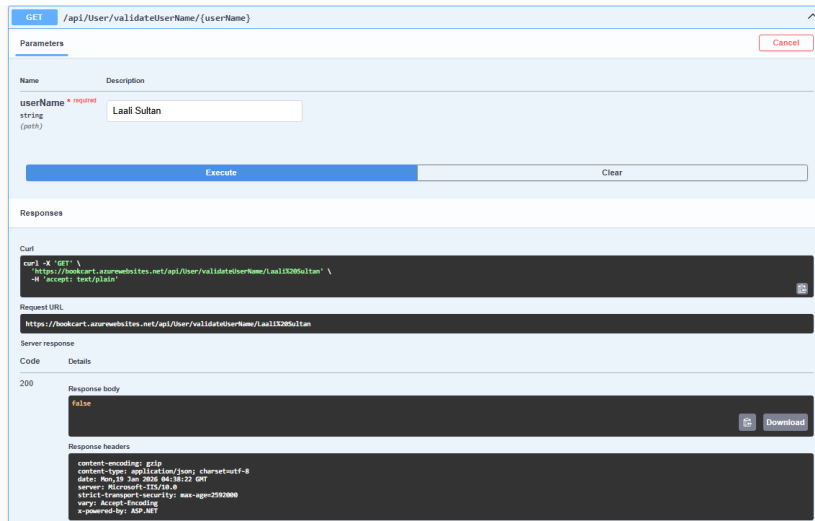 GET /api/User/validateUserName/{userName}
Parameters
Cancel
Name Description
userName * required
string
(path)
Laali Sultan
Execute Clear
Responses
Curl
curl -X 'GET' \
'https://bookcart.azurewebsites.net/api/User/validateUserName/Laali%20Sultan' \
-H 'accept: text/plain'
Request URL
https://bookcart.azurewebsites.net/api/User/validateUserName/Laali%20Sultan
Server response
Code Details
200
Response body
false
Download
Response headers
content-encoding: gzip
content-type: application/json; charset=utf-8
date: Mon,19 Jan 2026 04:38:22 GMT
server: Microsoft-IIS/10.0
strict-transport-security: max-age=2592000
vary: Accept-Encoding
x-powered-by: ASP.NET